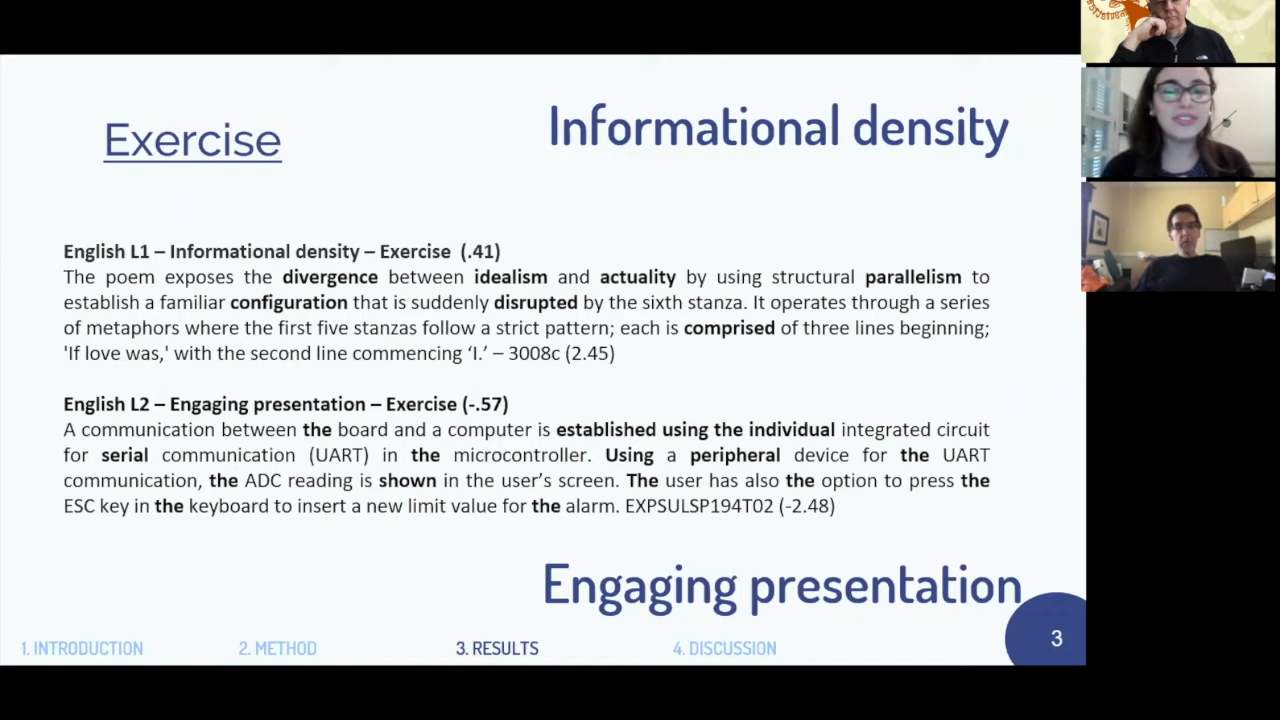 Exercise
Informational density
English L1 – Informational density – Exercise (.41)
The poem exposes the divergence between idealism and actuality by using structural parallelism to
establish a familiar configuration that is suddenly disrupted by the sixth stanza. It operates through a series
of metaphors where the first five stanzas follow a strict pattern; each is comprised of three lines beginning;
'If love was,' with the second line commencing ‘I.’ – 3008c (2.45)
English L2 – Engaging presentation – Exercise (-.57)
A communication between the board and a computer is established using the individual integrated circuit
for serial communication (UART) in the microcontroller. Using a peripheral device for the UART
communication, the ADC reading is shown in the user’s screen. The user has also the option to press the
ESC key in the keyboard to insert a new limit value for the alarm. EXPSULSP194T02 (-2.48)
Engaging presentation
1. INTRODUCTION
2. METHOD
3. RESULTS
4. DISCUSSION
3